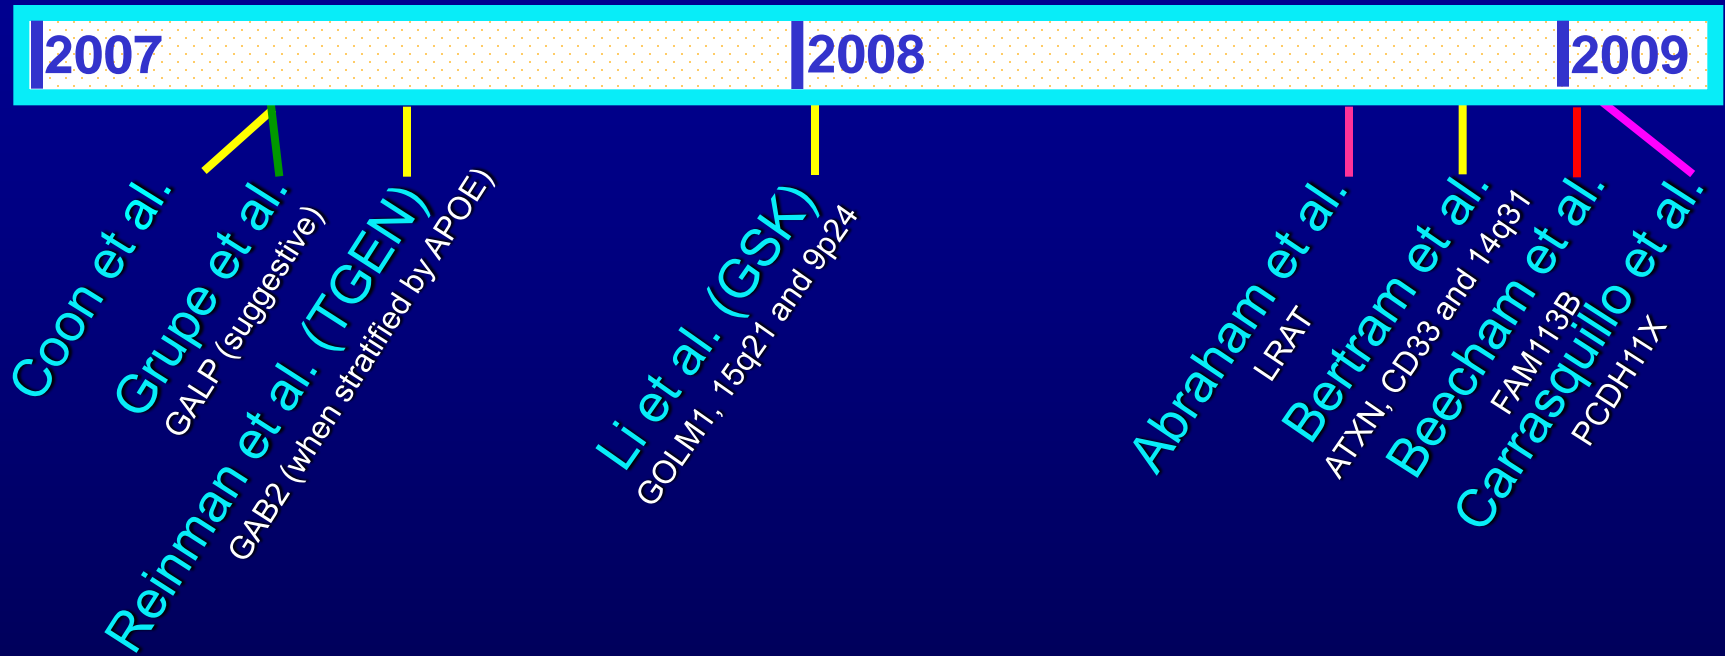 2007
2008
2009
Coon et al.
Grupe et al.
GALP (suggestive)
Reinman et al. (TGEN)
GAB2 (when stratified by APOE)
Li et al. (GSK)
GOLM1, 15q21 and 9p24
Abraham et al.
LRAT
Bertram et al.
ATXN, CD33 and 14q31
Beecham et al.
FAM113B
Carrasquillo et al.
PCDH11X